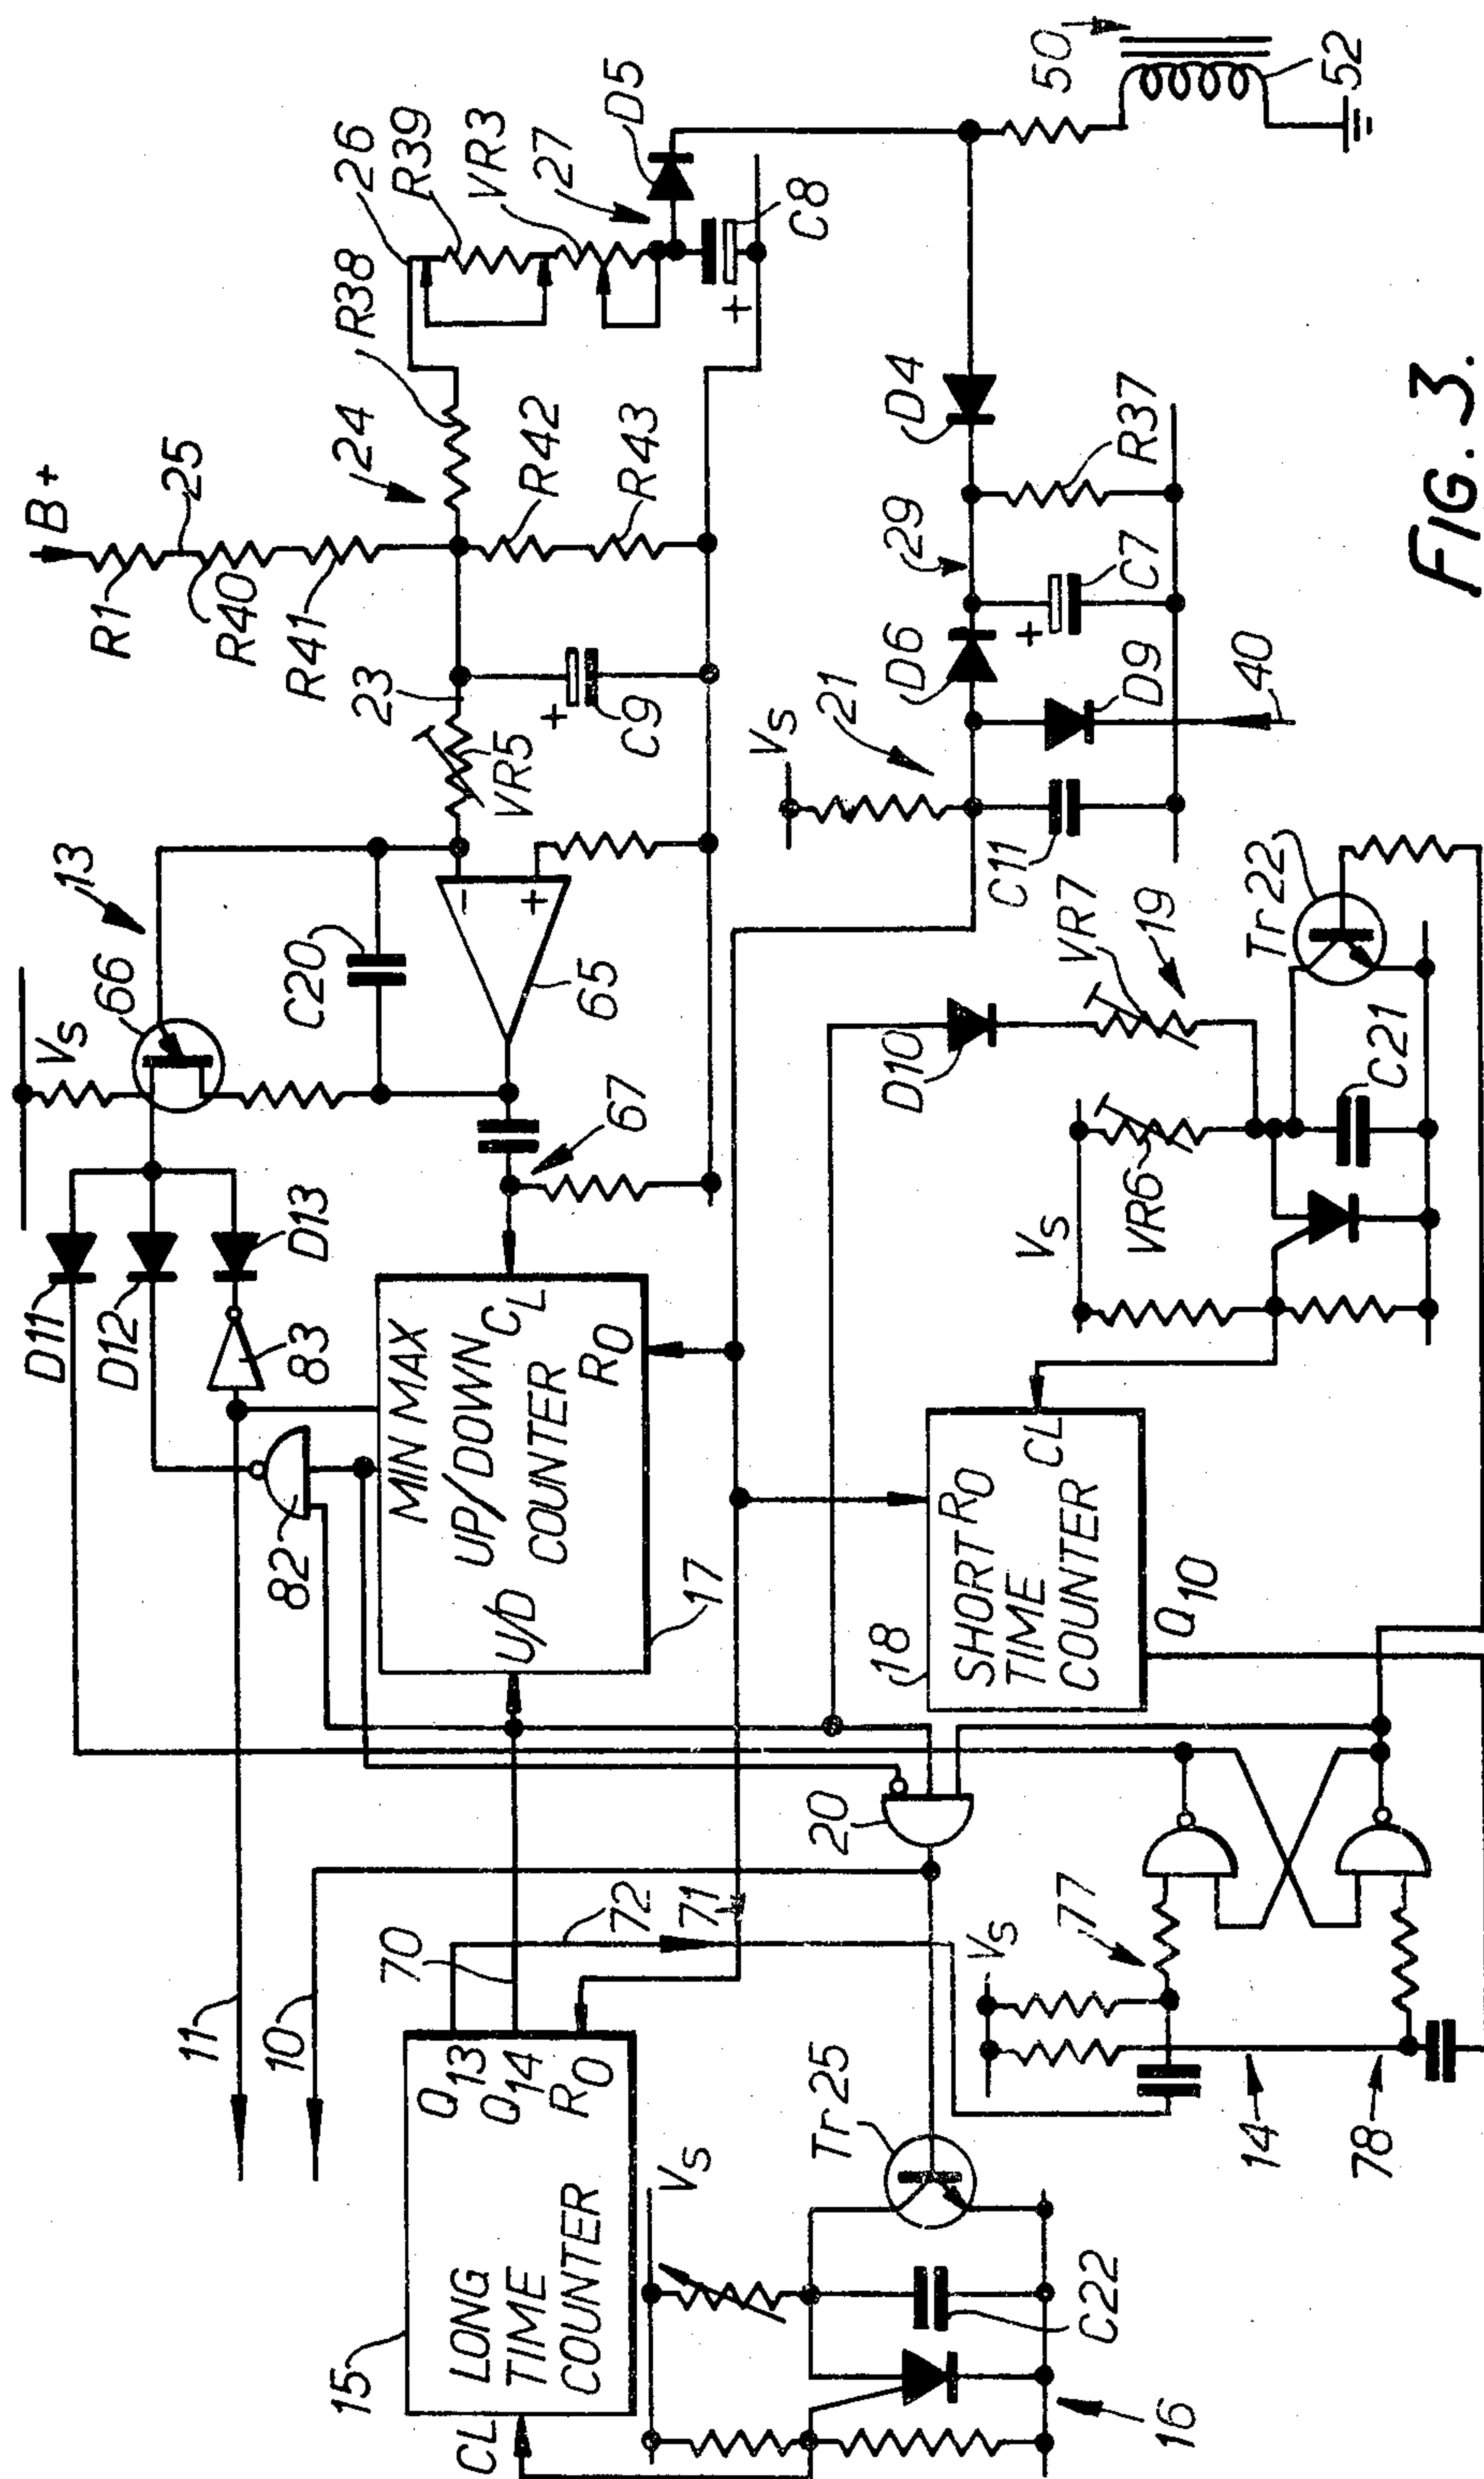 B+
R1
25
R40
R41
24
R38
26
R39
VR3
27
D5
C8
+
50
52
R42
R43
23
VR5
C9
+
13
66
Vs
C20
65
-
+
67
D11
D12
D13
83
82
MIN MAX
UP/DOWN CL
COUNTER
U/D
RO
17
11
10
70
72
71
15
LONG
TIME
COUNTER
Q13
Q14
RO
CL
Vs
Tr25
C22
16
20
18
SHORT RO
TIME
COUNTER
CL
Q10
Vs
77
14
78
Vs
VR6
D10
VR7
19
C21
Tr22
Vs
21
C11
D6
D9
40
29
+
C7
D4
R37
FIG. 3.